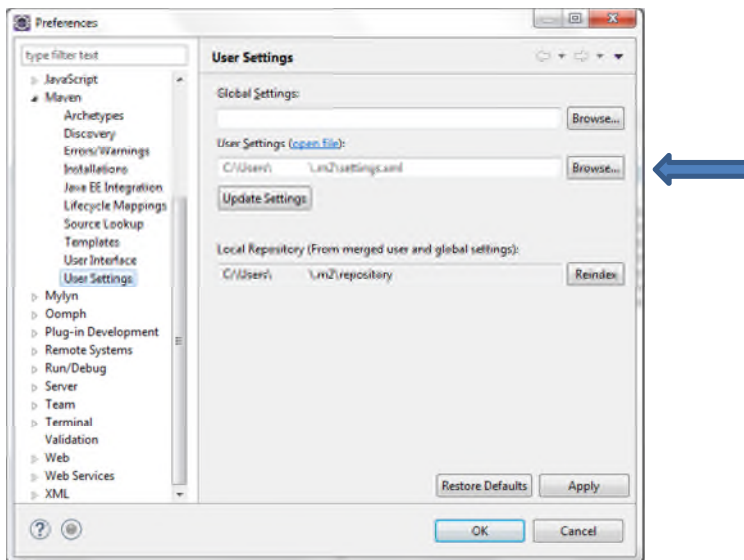 Preferences
type filter text
JavaScript
Maven
Archetypes
Discovery
Errors/Warnings
Installations
Java EE Integration
Lifecycle Mappings
Source Lookup
Templates
User Interface
User Settings
Mylyn
Oomph
Plug-in Development
Remote Systems
Run/Debug
Server
Team
Terminal
Validation
Web
Web Services
XML
User Settings
Global Settings:
Browse...
User Settings (open file):
C:\Users\ \.m2\settings.xml
Browse...
Update Settings
Local Repository (From merged user and global settings):
C:\Users\ \.m2\repository
Reindex
Restore Defaults
Apply
?
OK
Cancel